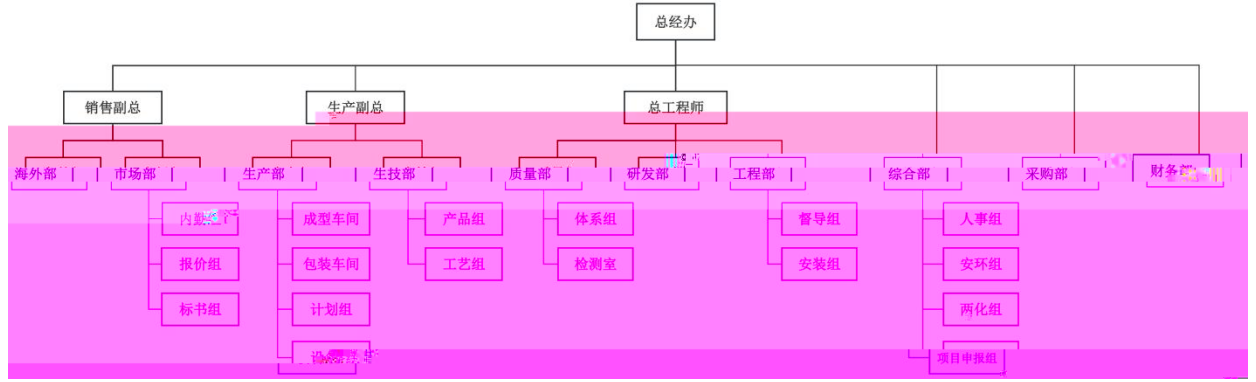 总经办
销售副总
生产副总
总工程师
海外部
市场部
生产部
生技部
质量部
研发部
工程部
综合部
采购部
财务部
内勤
成型车间
产品组
体系组
督导组
人事组
报价组
包装车间
工艺组
检测室
安装组
安环组
标书组
计划组
两化组
项目申报组